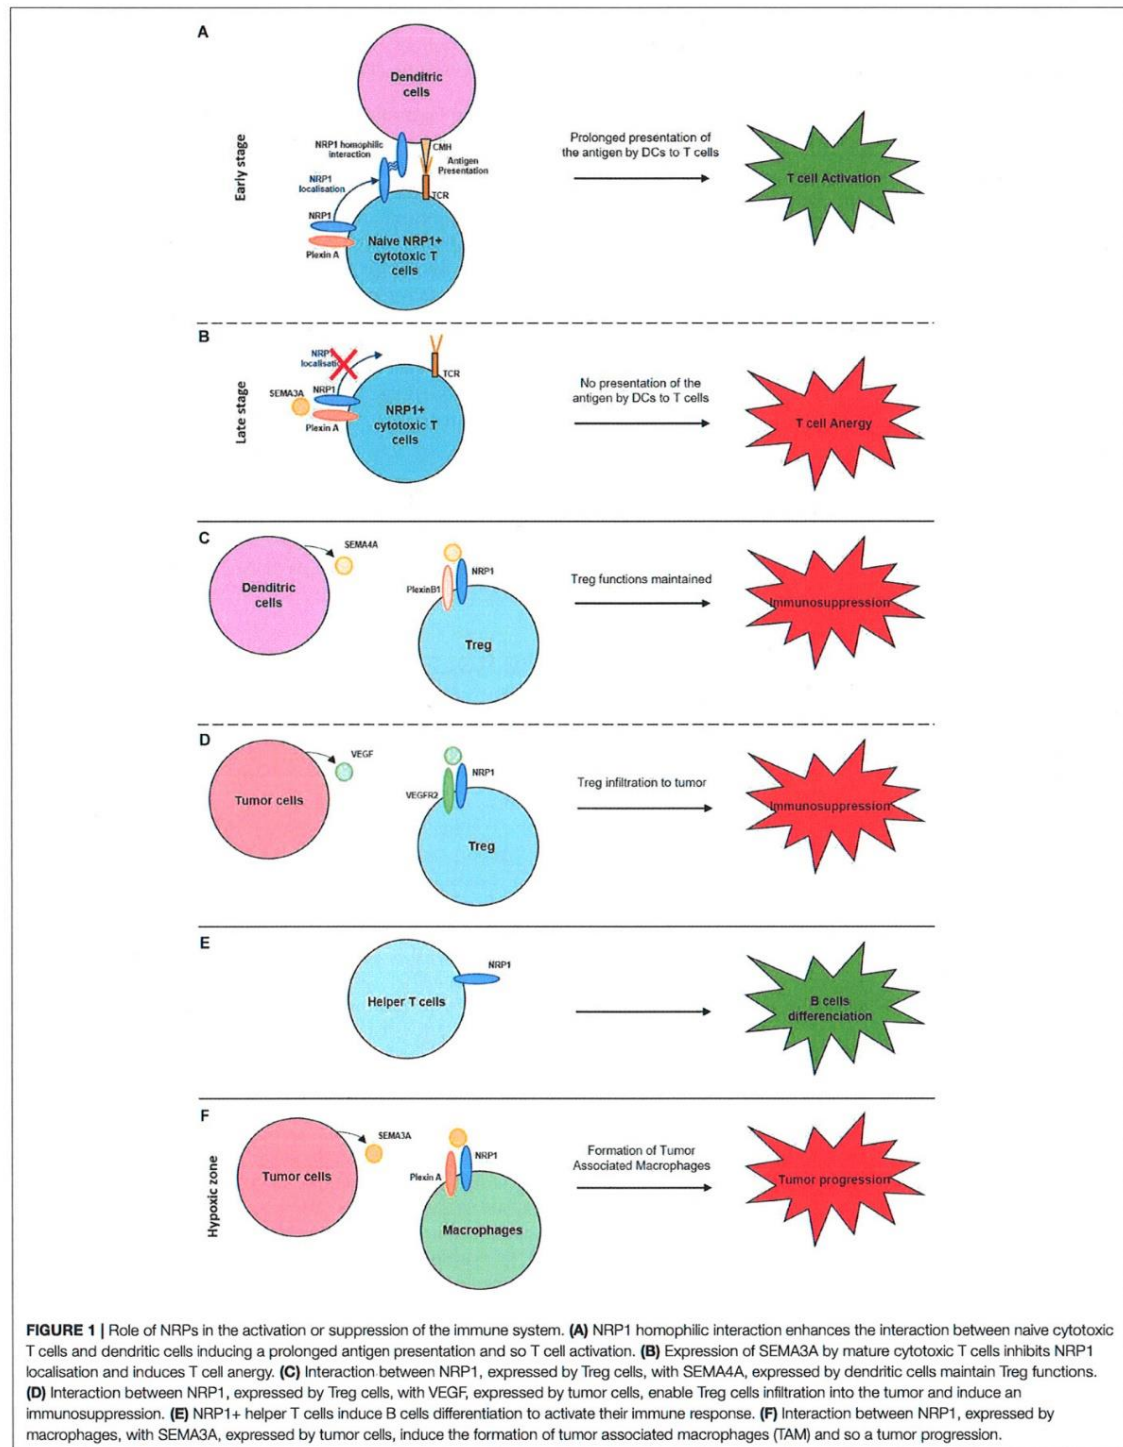 A
Early stage
Denditric
cells
NRP1 homophilic
interaction
CMH
Antigen
Presentation
NRP1
localisation
TCR
NRP1
Plexin A
Naive NRP1+
cytotoxic T
cells
Prolonged presentation of
the antigen by DCs to T cells
T cell Activation
B
Late stage
NRP1
localisation
TCR
SEMA3A
NRP1
Plexin A
NRP1+
cytotoxic T
cells
No presentation of the
antigen by DCs to T cells
T cell Anergy
C
Denditric
cells
SEMA4A
NRP1
PlexinB1
Treg
Treg functions maintained
Immunosuppression
D
Tumor cells
VEGF
NRP1
VEGFR2
Treg
Treg infiltration to tumor
Immunosuppression
E
Helper T cells
NRP1
B cells
differenciation
F
Hypoxic zone
Tumor cells
SEMA3A
NRP1
Plexin A
Macrophages
Formation of Tumor
Associated Macrophages
Tumor progression
FIGURE 1 | Role of NRPs in the activation or suppression of the immune system. (A) NRP1 homophilic interaction enhances the interaction between naive cytotoxic
T cells and dendritic cells inducing a prolonged antigen presentation and so T cell activation. (B) Expression of SEMA3A by mature cytotoxic T cells inhibits NRP1
localisation and induces T cell anergy. (C) Interaction between NRP1, expressed by Treg cells, with SEMA4A, expressed by dendritic cells maintain Treg functions.
(D) Interaction between NRP1, expressed by Treg cells, with VEGF, expressed by tumor cells, enable Treg cells infiltration into the tumor and induce an
immunosuppression. (E) NRP1+ helper T cells induce B cells differentiation to activate their immune response. (F) Interaction between NRP1, expressed by
macrophages, with SEMA3A, expressed by tumor cells, induce the formation of tumor associated macrophages (TAM) and so a tumor progression.